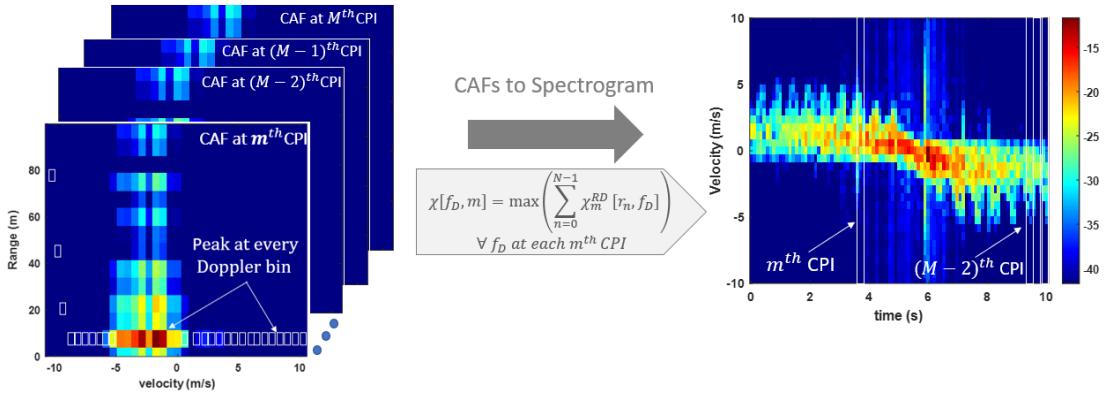 CAF at M^{th}CPI
CAF at (M − 1)^{th}CPI
CAF at (M − 2)^{th}CPI
CAF at m^{th}CPI
80
60
40
20
0
Range (m)
Peak at every
Doppler bin
-10
-5
0
5
10
velocity (m/s)
CAFs to Spectrogram
χ[f_D, m] = max(∑_{n=0}^{N−1} χ_m^{RD} [r_n, f_D])
∀ f_D at each m^{th} CPI
10
5
0
-5
-10
Velocity (m/s)
m^{th} CPI
(M − 2)^{th} CPI
0
2
4
6
8
10
time (s)
-15
-20
-25
-30
-35
-40